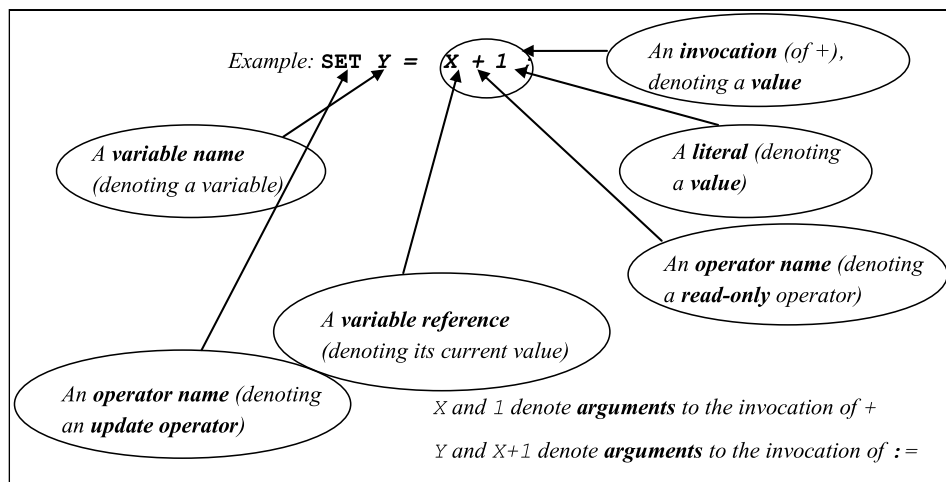 Example: SET Y = X + 1 ;
An invocation (of +),
denoting a value
A variable name
(denoting a variable)
A literal (denoting
a value)
An operator name (denoting
a read-only operator)
A variable reference
(denoting its current value)
An operator name (denoting
an update operator)
X and 1 denote arguments to the invocation of +
Y and X+1 denote arguments to the invocation of :=